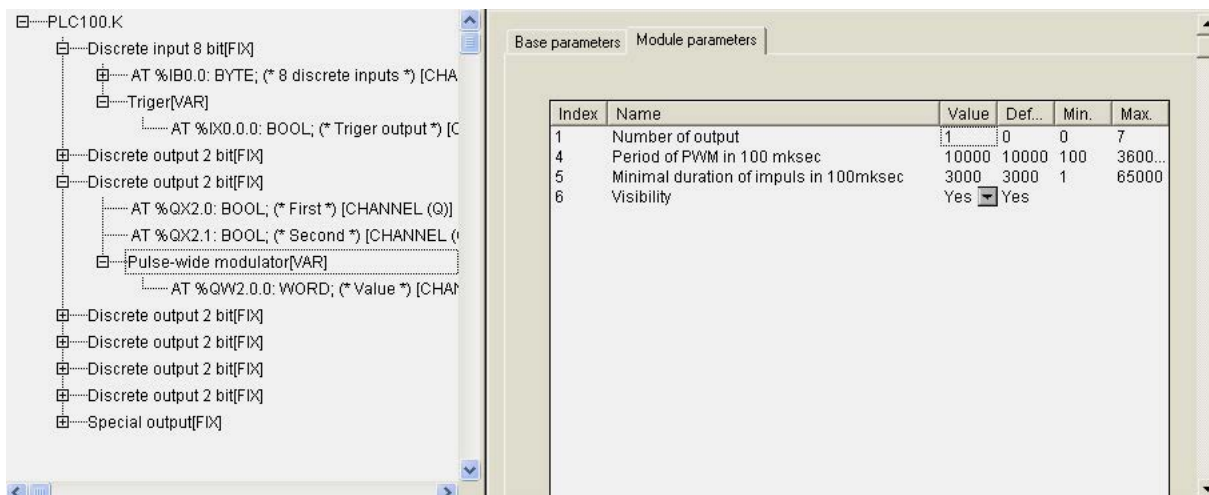 PLC100.K
Discrete input 8 bit[FIX]
AT %IB0.0: BYTE; (* 8 discrete inputs *) [CHA
Triger[VAR]
AT %IX0.0.0: BOOL; (* Triger output *) [C
Discrete output 2 bit[FIX]
Discrete output 2 bit[FIX]
AT %QX2.0: BOOL; (* First *) [CHANNEL (Q)]
AT %QX2.1: BOOL; (* Second *) [CHANNEL (
Pulse-wide modulator[VAR]
AT %QW2.0.0: WORD; (* Value *) [CHAN
Discrete output 2 bit[FIX]
Discrete output 2 bit[FIX]
Discrete output 2 bit[FIX]
Discrete output 2 bit[FIX]
Special output[FIX]
Base parameters Module parameters
Index Name Value Def... Min. Max.
1 Number of output 1 0 0 7
4 Period of PWM in 100 mksec 10000 10000 100 3600...
5 Minimal duration of impuls in 100mksec 3000 3000 1 65000
6 Visibility Yes Yes